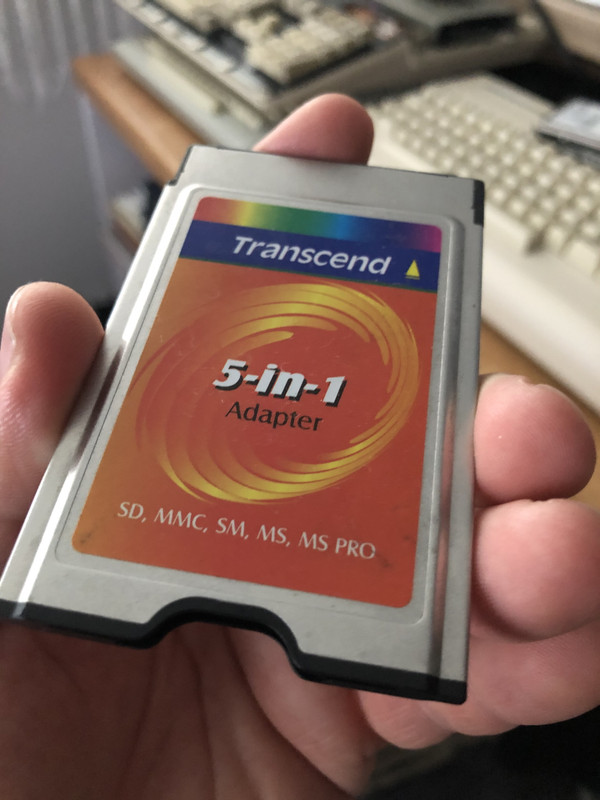 Transcend
5-in-1
Adapter
SD, MMC, SM, MS, MS PRO